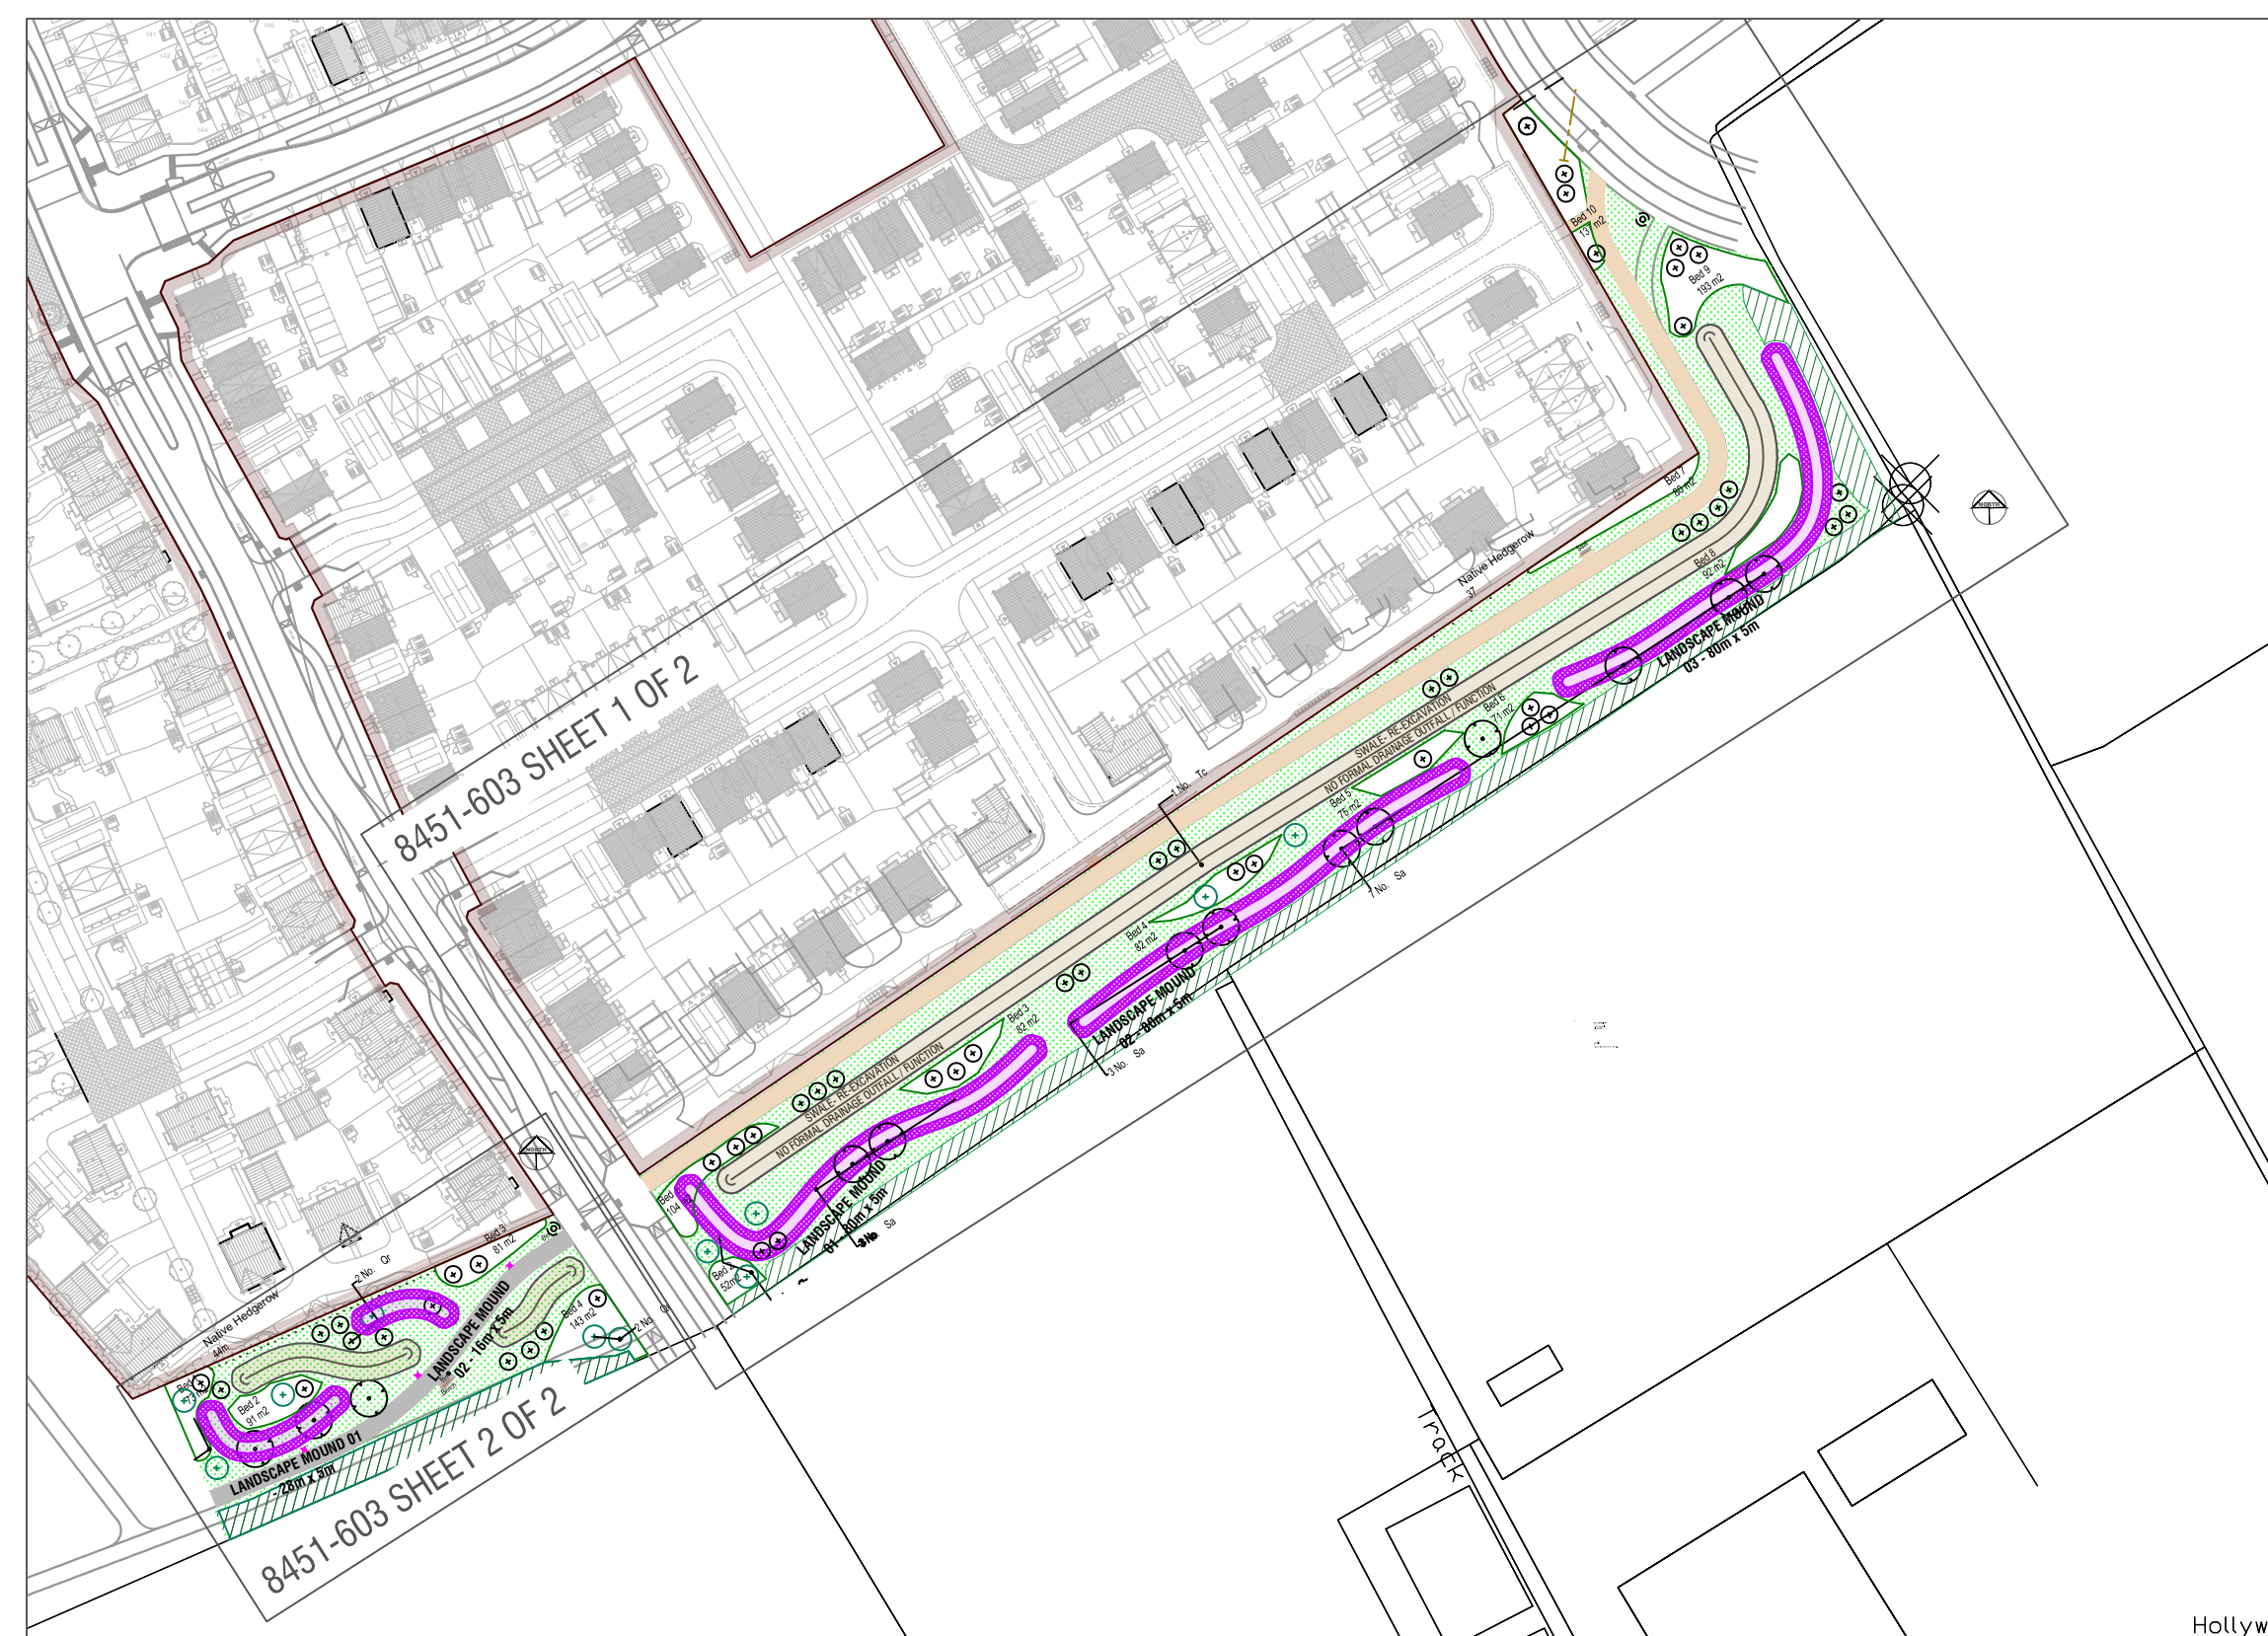 Bed 10
Bed 9
193 m2
NORTH
Bed 7
Native Hedgerow
37
Bed 8
92 m2
LANDSCAPE MOUND
03 - 80m x 5m
Bed 6
71 m2
SWALE- RE-EXCAVATION
NO FORMAL DRAINAGE OUTFALL / FUNCTION
8451-603 SHEET 1 OF 2
1 No. Tc
Bed 5
75 m2
7 No. Sa
Bed 4
82 m2
LANDSCAPE MOUND
02 - 80m x 5m
3 No. Sa
Bed 3
82 m2
SWALE- RE-EXCAVATION
NO FORMAL DRAINAGE OUTFALL / FUNCTION
LANDSCAPE MOUND
01 - 80m x 5m
Sa
Bed
104
Bed 2
52m2
NORTH
Bed 3
81 m2
2 No. Qr
Native Hedgerow
44m
LANDSCAPE MOUND
02 - 16m x 5m
Bed 4
143 m2
2 No.
Bed 2
91 m2
LANDSCAPE MOUND 01
- 28m x 5m
8451-603 SHEET 2 OF 2
Track
Hollyw